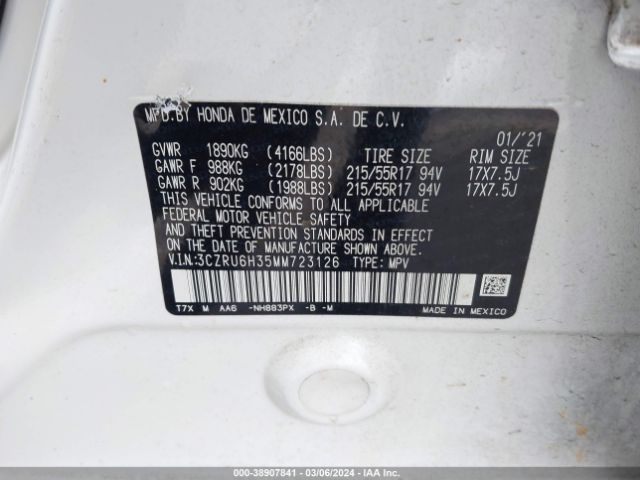 MFD.BY HONDA DE MEXICO S.A. DE C.V.
01/'21
GVWR 1890KG (4166LBS) TIRE SIZE RIM SIZE
GAWR F 988KG (2178LBS) 215/55R17 94V 17X7.5J
GAWR R 902KG (1988LBS) 215/55R17 94V 17X7.5J
THIS VEHICLE CONFORMS TO ALL APPLICABLE
FEDERAL MOTOR VEHICLE SAFETY
AND THEFT PREVENTION STANDARDS IN EFFECT
ON THE DATE OF MANUFACTURE SHOWN ABOVE.
V.I.N:3CZRU6H35MM723126 TYPE: MPV
T7X M AA6 -NH883PX -B -M
MADE IN MEXICO
000-38907841 - 03/06/2024 - IAA, Inc.